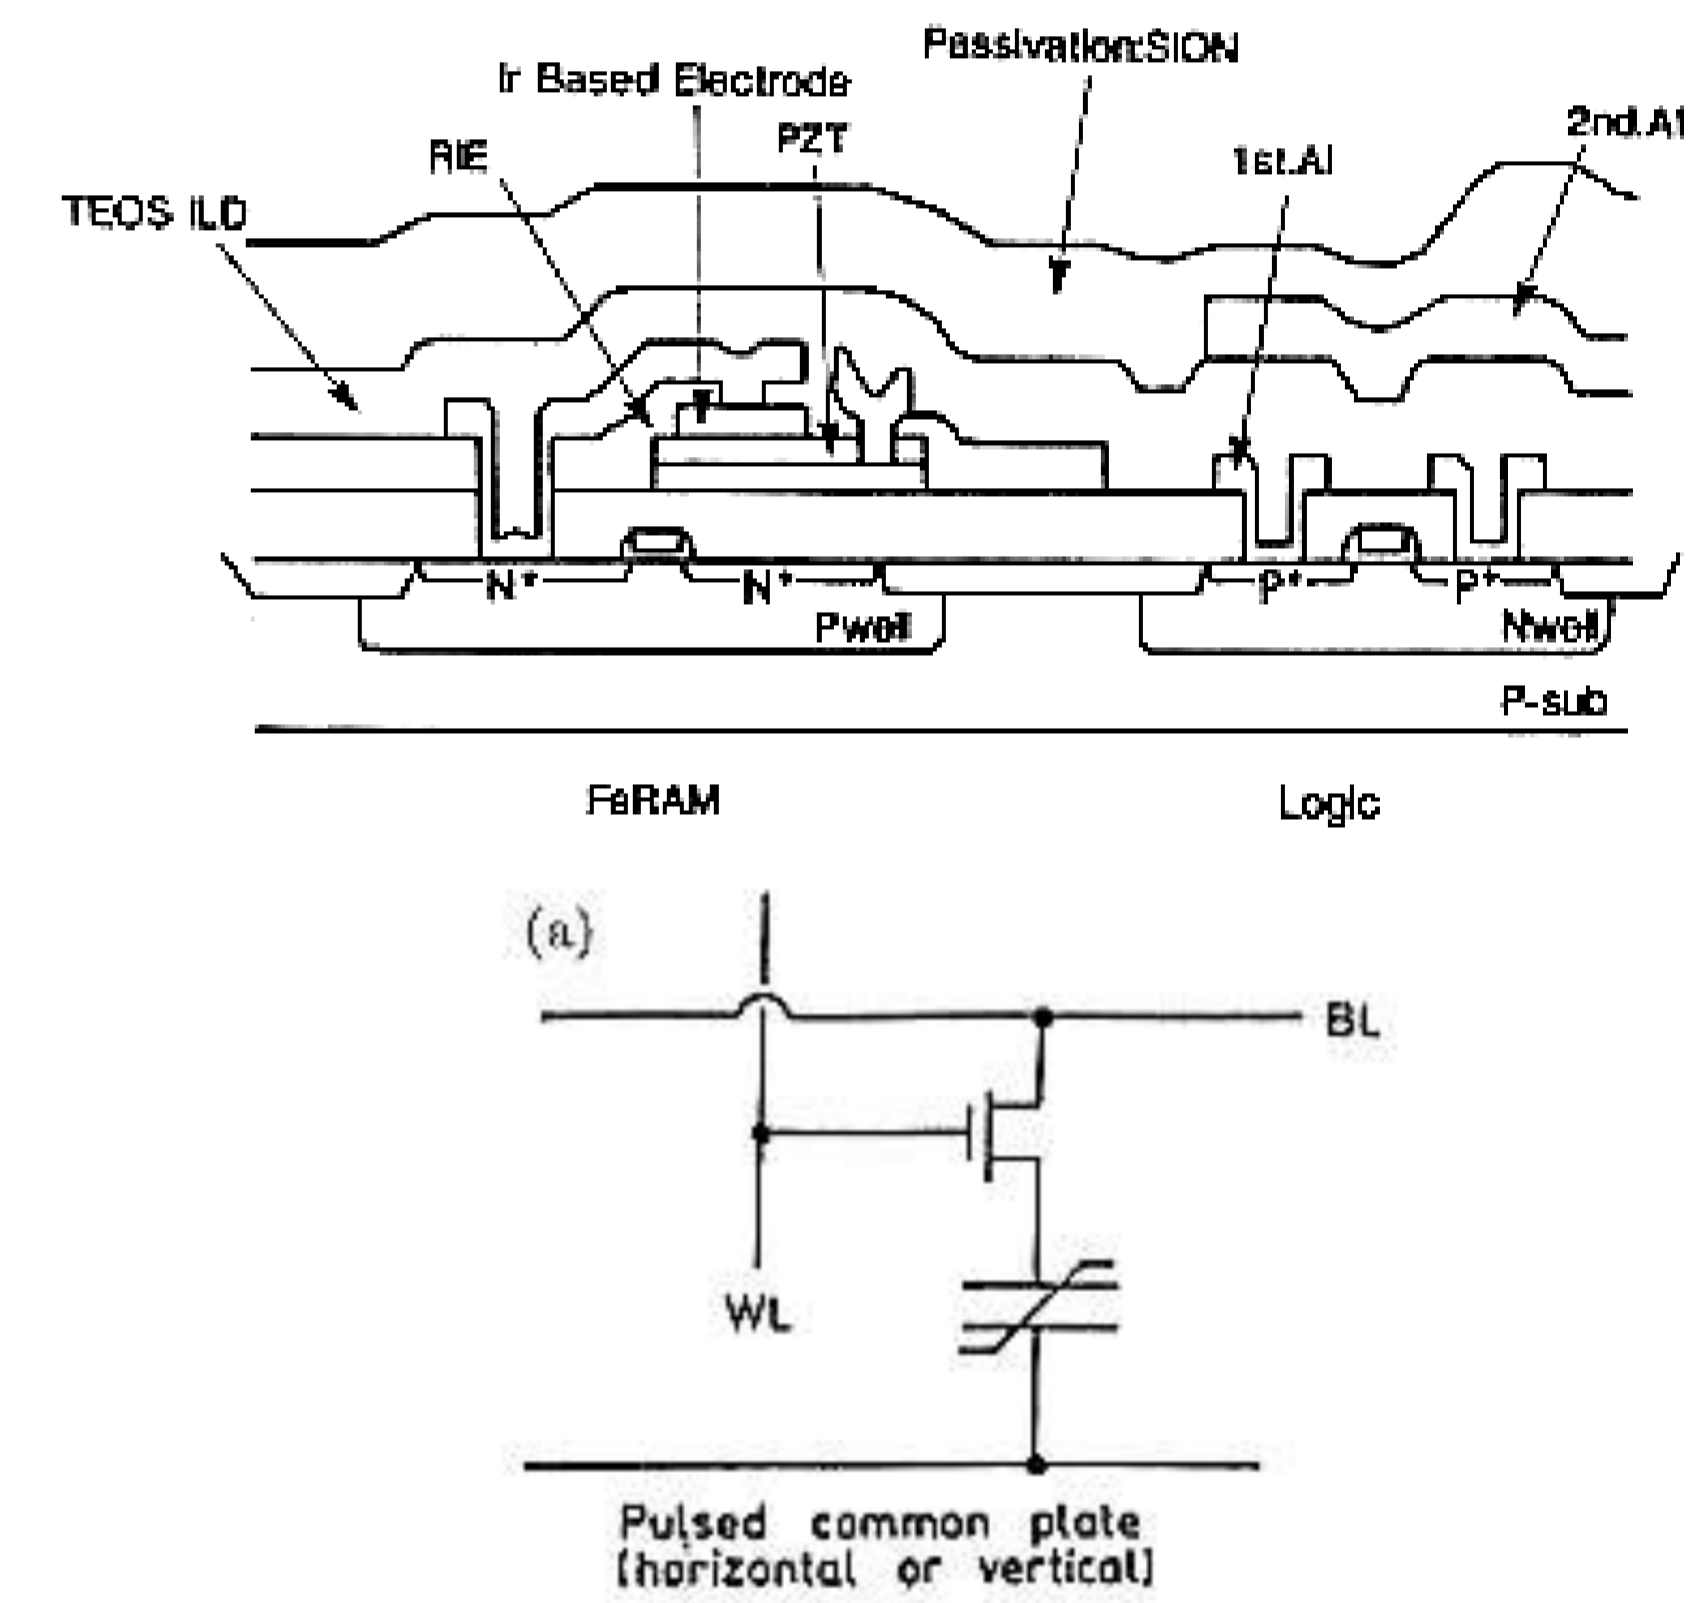 Passivation:SION
Ir Based Electrode
PZT
2nd.Al
RIE
1st.Al
TEOS ILD
N+ N+ P+ P+
Pwell Nwell
P-sub
FeRAM Logic
(a)
BL
WL
Pulsed common plate
(horizontal or vertical)